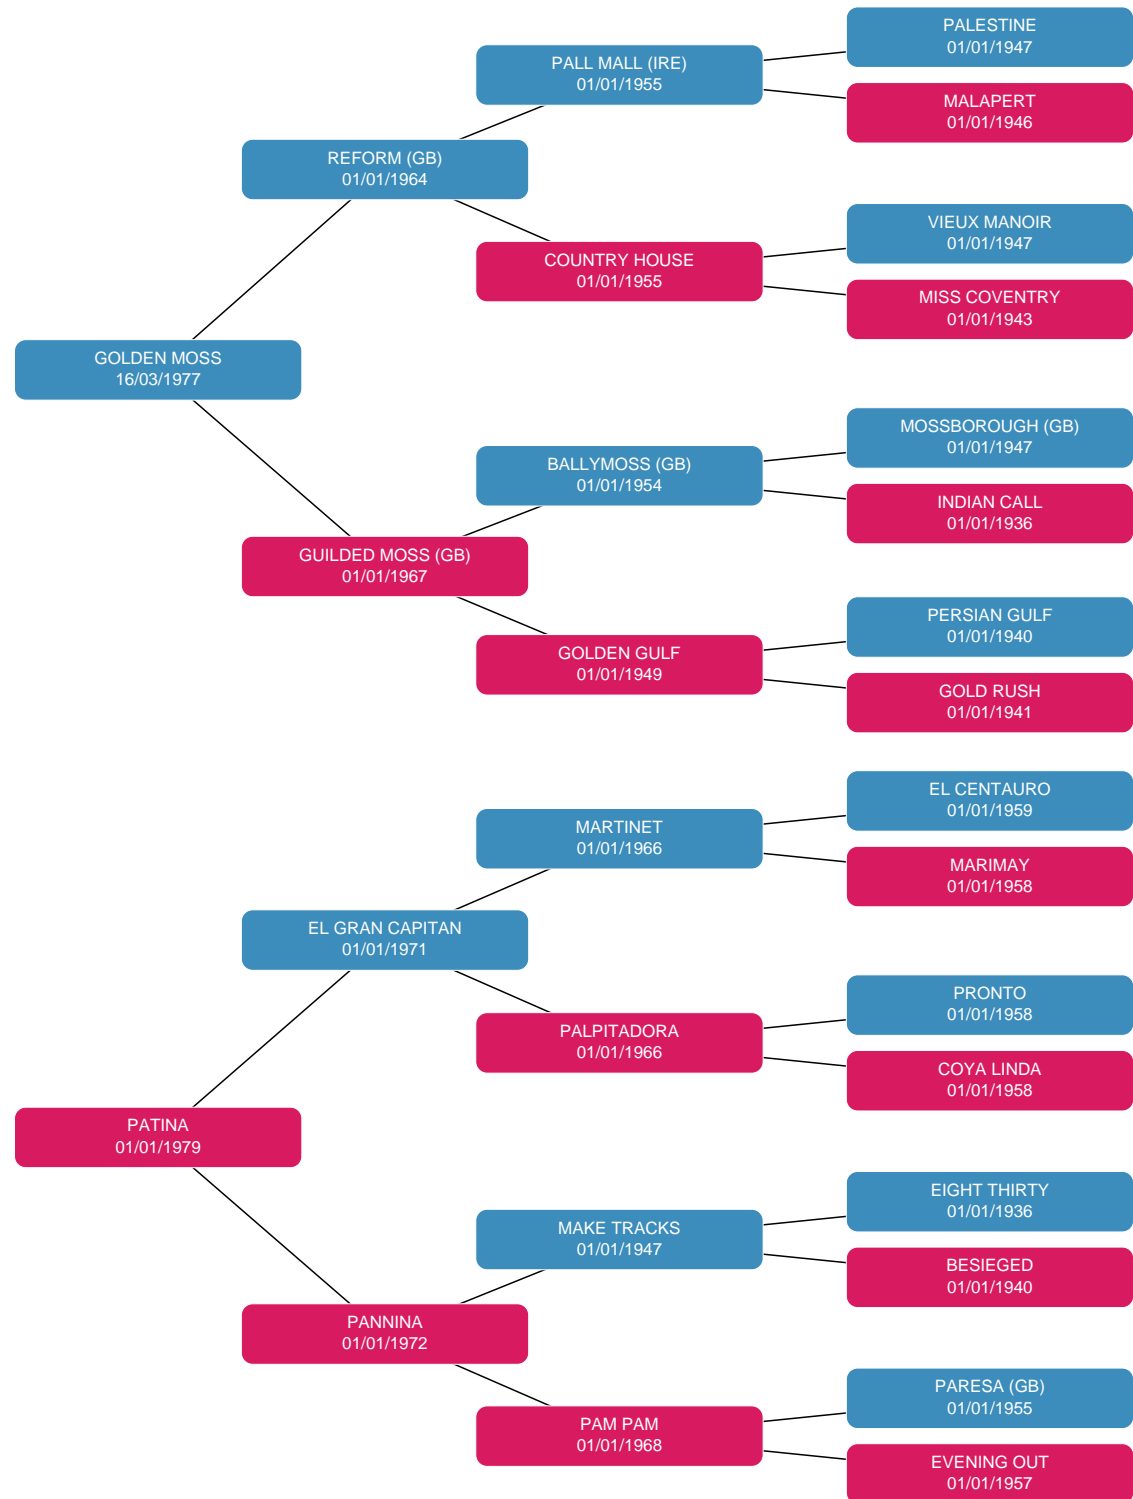 PALESTINE
01/01/1947
PALL MALL (IRE)
01/01/1955
MALAPERT
01/01/1946
REFORM (GB)
01/01/1964
VIEUX MANOIR
01/01/1947
COUNTRY HOUSE
01/01/1955
MISS COVENTRY
01/01/1943
GOLDEN MOSS
16/03/1977
MOSSBOROUGH (GB)
01/01/1947
BALLYMOSS (GB)
01/01/1954
INDIAN CALL
01/01/1936
GUILDED MOSS (GB)
01/01/1967
PERSIAN GULF
01/01/1940
GOLDEN GULF
01/01/1949
GOLD RUSH
01/01/1941
EL CENTAURO
01/01/1959
MARTINET
01/01/1966
MARIMAY
01/01/1958
EL GRAN CAPITAN
01/01/1971
PRONTO
01/01/1958
PALPITADORA
01/01/1966
COYA LINDA
01/01/1958
PATINA
01/01/1979
EIGHT THIRTY
01/01/1936
MAKE TRACKS
01/01/1947
BESIEGED
01/01/1940
PANNINA
01/01/1972
PARESA (GB)
01/01/1955
PAM PAM
01/01/1968
EVENING OUT
01/01/1957